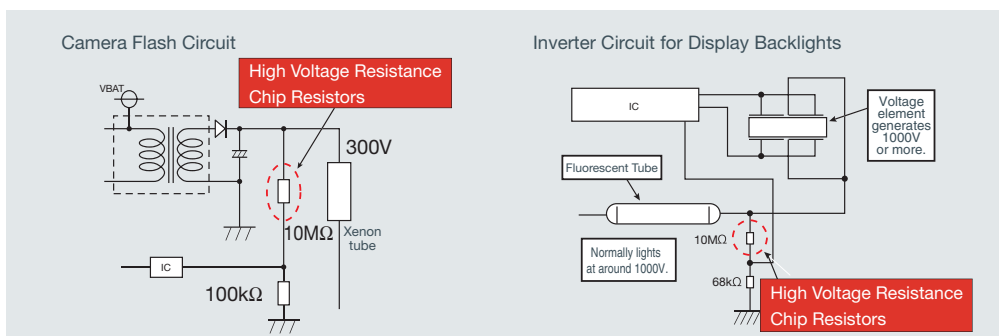 Camera Flash Circuit
VBAT
High Voltage Resistance
Chip Resistors
300V
10MΩ
Xenon
tube
IC
100kΩ
Inverter Circuit for Display Backlights
IC
Voltage
element
generates
1000V
or more.
Fluorescent Tube
Normally lights
at around 1000V.
10MΩ
68kΩ
High Voltage Resistance
Chip Resistors